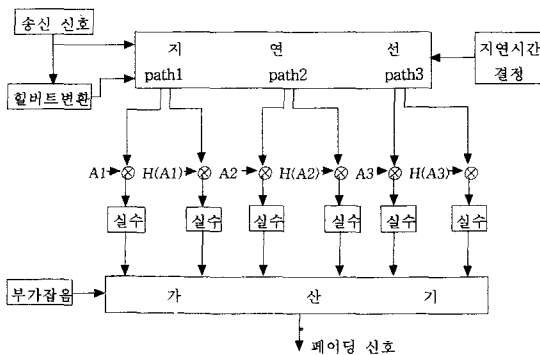 송신 신호
지 연 선
path1 path2 path3
지연시간
결정
힐버트변환
A1 H(A1) A2 H(A2) A3 H(A3)
실수 실수 실수 실수 실수 실수
부가잡음
가 산 기
페이딩 신호